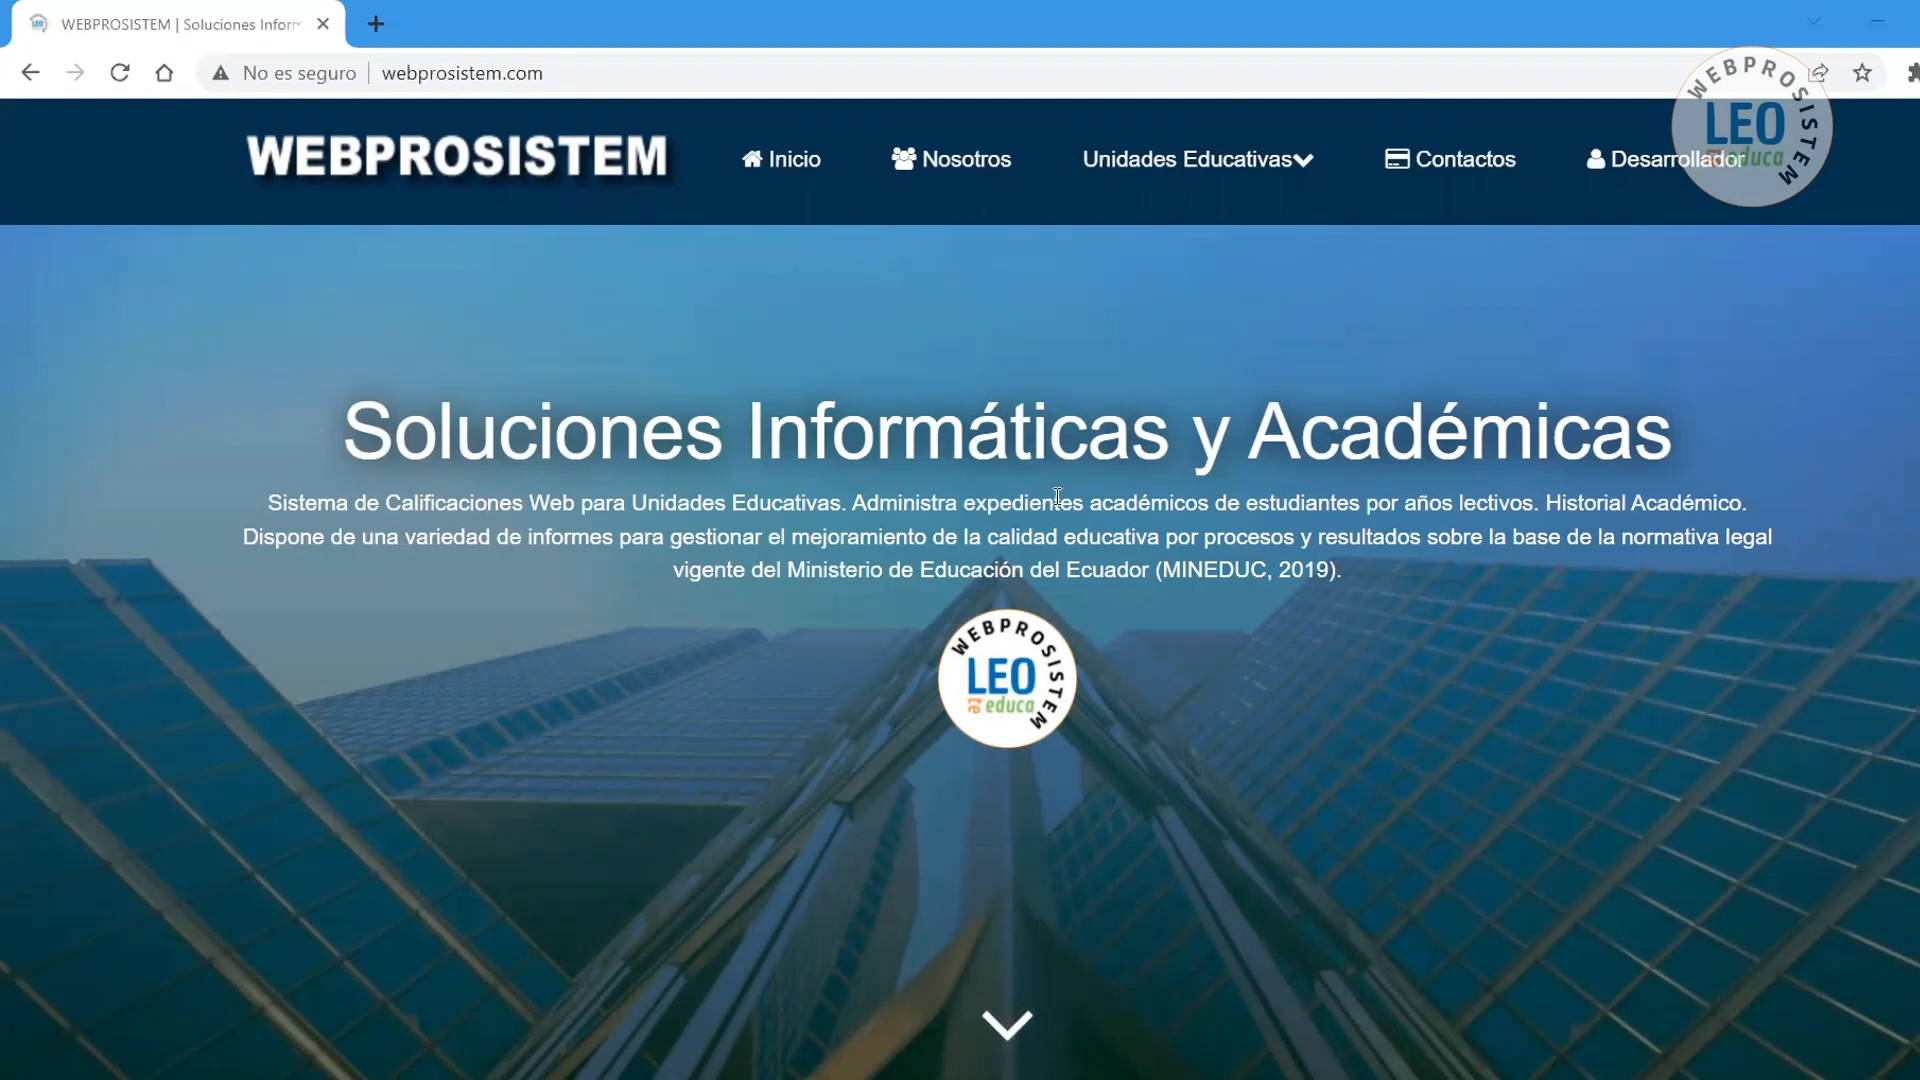 WEBPROSISTEM | Soluciones Inform
No es seguro webprosistem.com
WEBPROSISTEM
LEO
educa
WEBPROSISTEM Inicio Nosotros Unidades Educativas Contactos Desarrollador
Soluciones Informáticas y Académicas
Sistema de Calificaciones Web para Unidades Educativas. Administra expedientes académicos de estudiantes por años lectivos. Historial Académico.
Dispone de una variedad de informes para gestionar el mejoramiento de la calidad educativa por procesos y resultados sobre la base de la normativa legal
vigente del Ministerio de Educación del Ecuador (MINEDUC, 2019).
WEBPROSISTEM
LEO
te educa